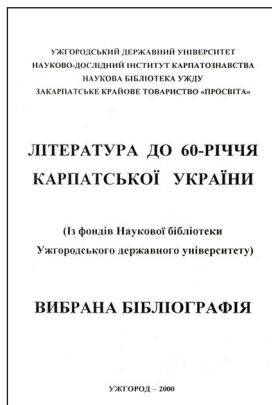 УЖГОРОДСЬКИЙ ДЕРЖАВНИЙ УНІВЕРСИТЕТ
НАУКОВО-ДОСЛІДНИЙ ІНСТИТУТ КАРПАТОЗНАВСТВА
НАУКОВА БІБЛІОТЕКА УЖДУ
ЗАКАРПАТСЬКЕ КРАЙОВЕ ТОВАРИСТВО «ПРОСВІТА»
ЛІТЕРАТУРА ДО 60-РІЧЧЯ
КАРПАТСЬКОЇ УКРАЇНИ
(Із фондів Наукової бібліотеки
Ужгородського державного університету)
ВИБРАНА БІБЛІОГРАФІЯ
УЖГОРОД – 2000